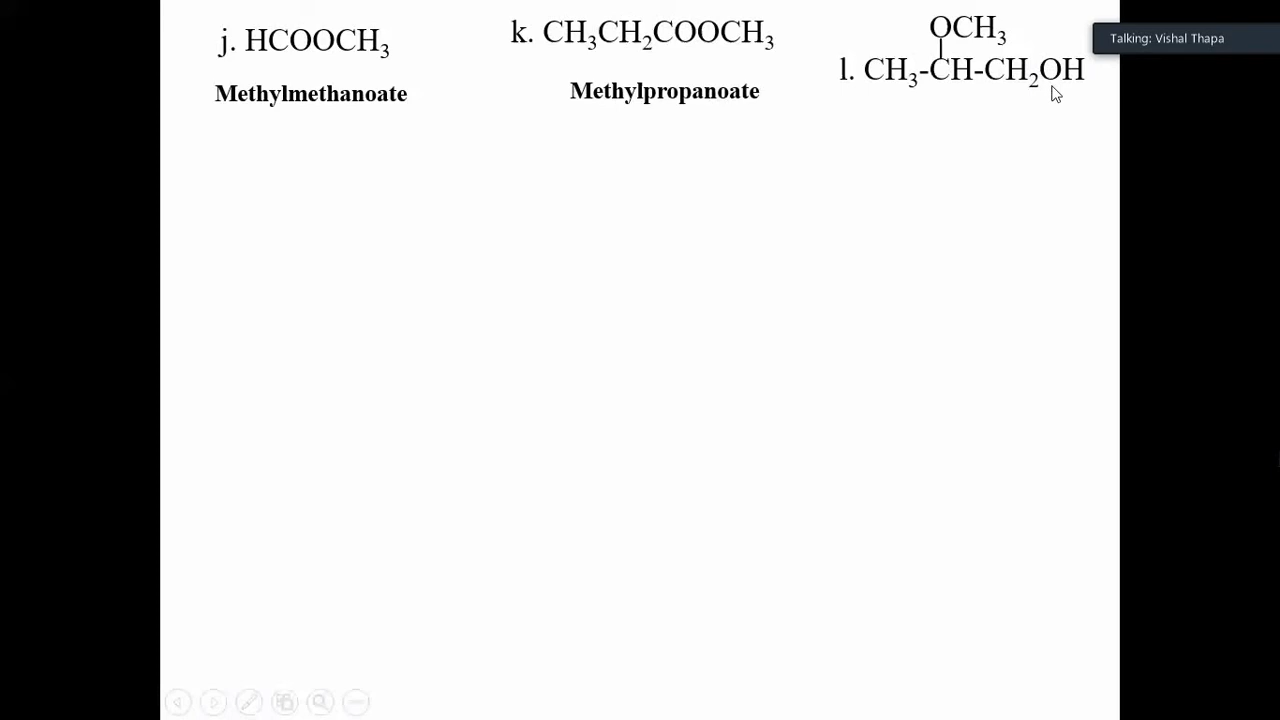 j. HCOOCH₃
Methylmethanoate
k. CH₃CH₂COOCH₃
Methylpropanoate
OCH₃
l. CH₃-CH-CH₂OH
Talking: Vishal Thapa